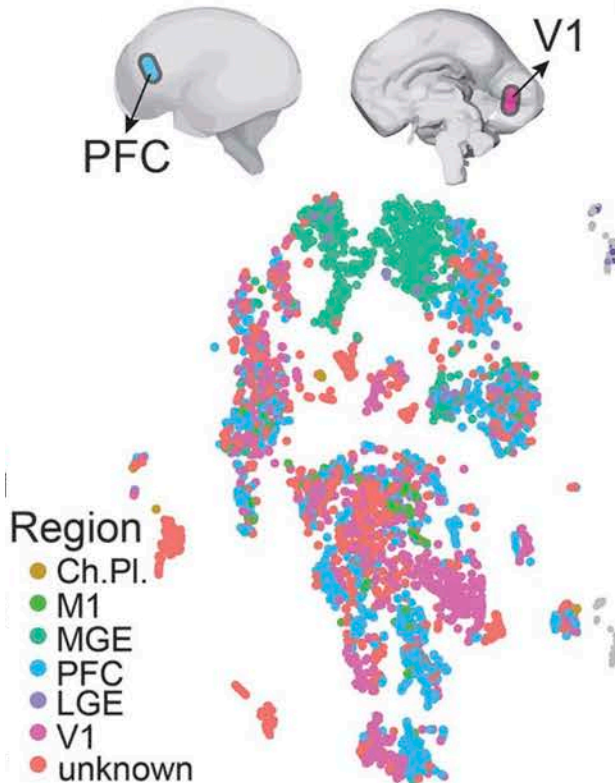 V1
PFC
Region
Ch.Pl.
M1
MGE
PFC
LGE
V1
unknown